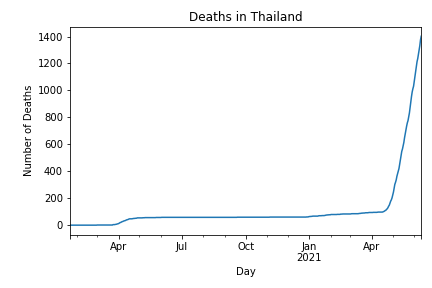 Deaths in Thailand
1400
1200
1000
800
600
400
200
0
Number of Deaths
Apr
Jul
Oct
Jan
2021
Apr
Day